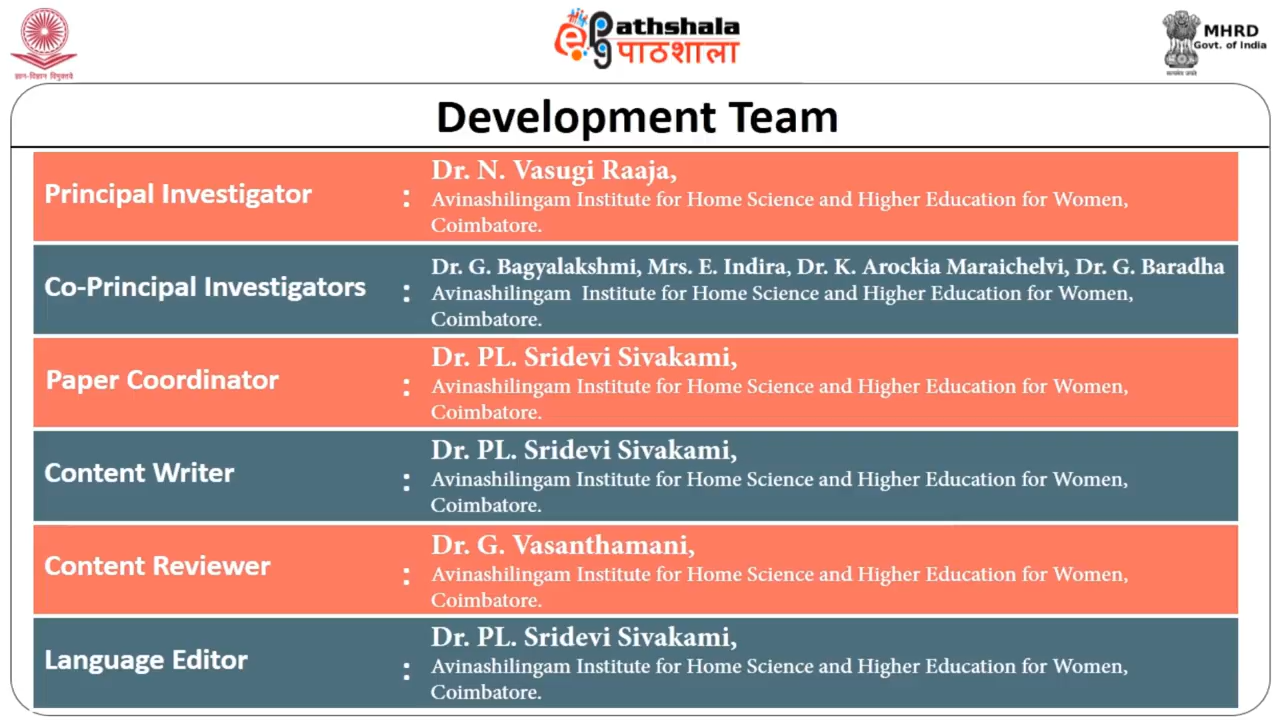 ज्ञान-विज्ञान विमुक्तये
ePg Pathshala
पाठशाला
MHRD
Govt. of India
सत्यमेव जयते
Development Team
Principal Investigator : Dr. N. Vasugi Raaja,
Avinashilingam Institute for Home Science and Higher Education for Women,
Coimbatore.
Co-Principal Investigators : Dr. G. Bagyalakshmi, Mrs. E. Indira, Dr. K. Arockia Maraichelvi, Dr. G. Baradha
Avinashilingam Institute for Home Science and Higher Education for Women,
Coimbatore.
Paper Coordinator : Dr. PL. Sridevi Sivakami,
Avinashilingam Institute for Home Science and Higher Education for Women,
Coimbatore.
Content Writer : Dr. PL. Sridevi Sivakami,
Avinashilingam Institute for Home Science and Higher Education for Women,
Coimbatore.
Content Reviewer : Dr. G. Vasanthamani,
Avinashilingam Institute for Home Science and Higher Education for Women,
Coimbatore.
Language Editor : Dr. PL. Sridevi Sivakami,
Avinashilingam Institute for Home Science and Higher Education for Women,
Coimbatore.